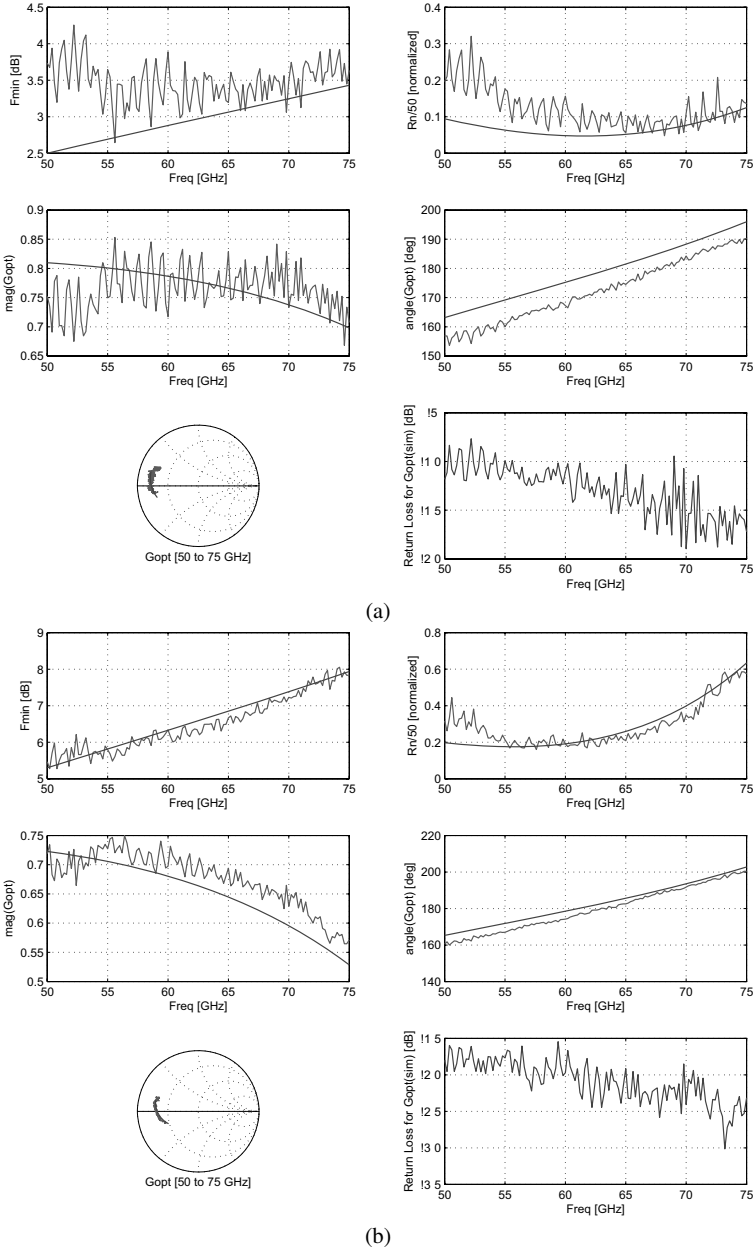 4.5
4
3.5
3
2.5
Fmin [dB]
50 55 60 65 70 75
Freq [GHz]
0.4
0.3
0.2
0.1
0
Rn/50 [normalized]
50 55 60 65 70 75
Freq [GHz]
0.9
0.85
0.8
0.75
0.7
0.65
mag(Gopt)
50 55 60 65 70 75
Freq [GHz]
200
190
180
170
160
150
angle(Gopt) [deg]
50 55 60 65 70 75
Freq [GHz]
Gopt [50 to 75 GHz]
!5
!1 0
!1 5
!2 0
Return Loss for Gopt(sim) [dB]
50 55 60 65 70 75
Freq [GHz]
(a)
9
8
7
6
5
Fmin [dB]
50 55 60 65 70 75
Freq [GHz]
0.8
0.6
0.4
0.2
0
Rn/50 [normalized]
50 55 60 65 70 75
Freq [GHz]
0.75
0.7
0.65
0.6
0.55
0.5
mag(Gopt)
50 55 60 65 70 75
Freq [GHz]
220
200
180
160
140
angle(Gopt) [deg]
50 55 60 65 70 75
Freq [GHz]
Gopt [50 to 75 GHz]
!1 5
!2 0
!2 5
!3 0
!3 5
Return Loss for Gopt(sim) [dB]
50 55 60 65 70 75
Freq [GHz]
(b)